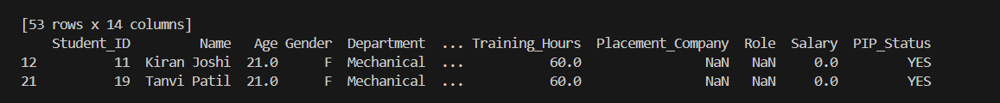 [53 rows x 14 columns]
Student_ID Name Age Gender Department ... Training_Hours Placement_Company Role Salary PIP_Status
12 11 Kiran Joshi 21.0 F Mechanical ... 60.0 NaN NaN 0.0 YES
21 19 Tanvi Patil 21.0 F Mechanical ... 60.0 NaN NaN 0.0 YES